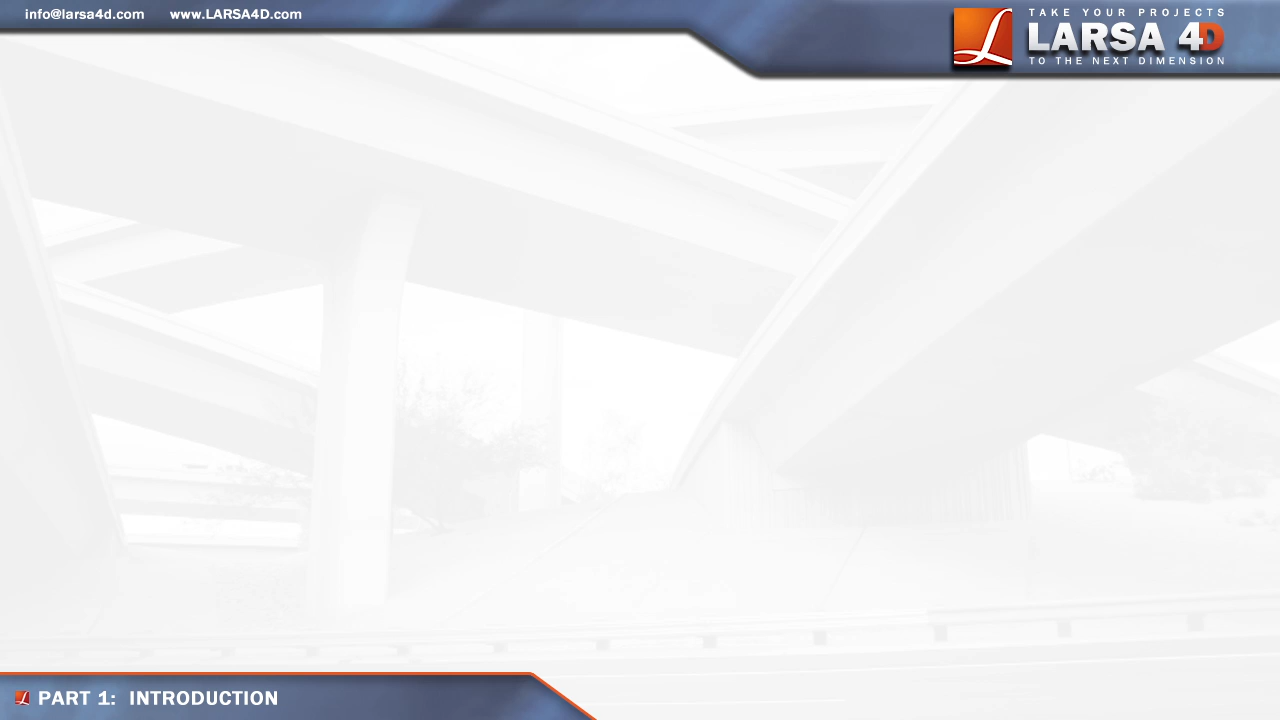 info@larsa4d.com www.LARSA4D.com
TAKE YOUR PROJECTS
LARSA 4D
TO THE NEXT DIMENSION
PART 1: INTRODUCTION